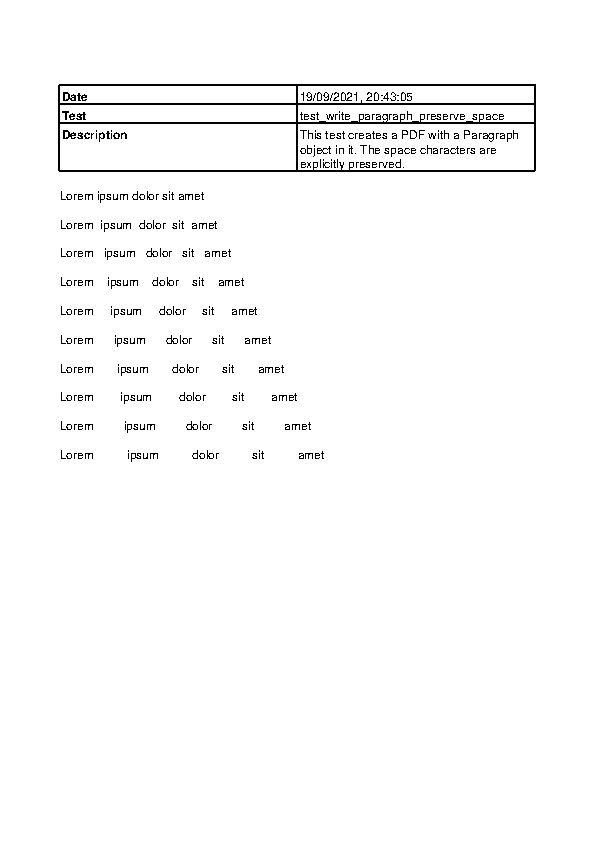 Date 19/09/2021, 20:43:05
Test test_write_paragraph_preserve_space
Description This test creates a PDF with a Paragraph
object in it. The space characters are
explicitly preserved.
Lorem ipsum dolor sit amet
Lorem  ipsum  dolor  sit  amet
Lorem   ipsum   dolor   sit   amet
Lorem    ipsum    dolor    sit    amet
Lorem     ipsum     dolor     sit     amet
Lorem      ipsum      dolor      sit      amet
Lorem       ipsum       dolor       sit       amet
Lorem        ipsum        dolor        sit        amet
Lorem         ipsum         dolor         sit         amet
Lorem          ipsum          dolor          sit          amet